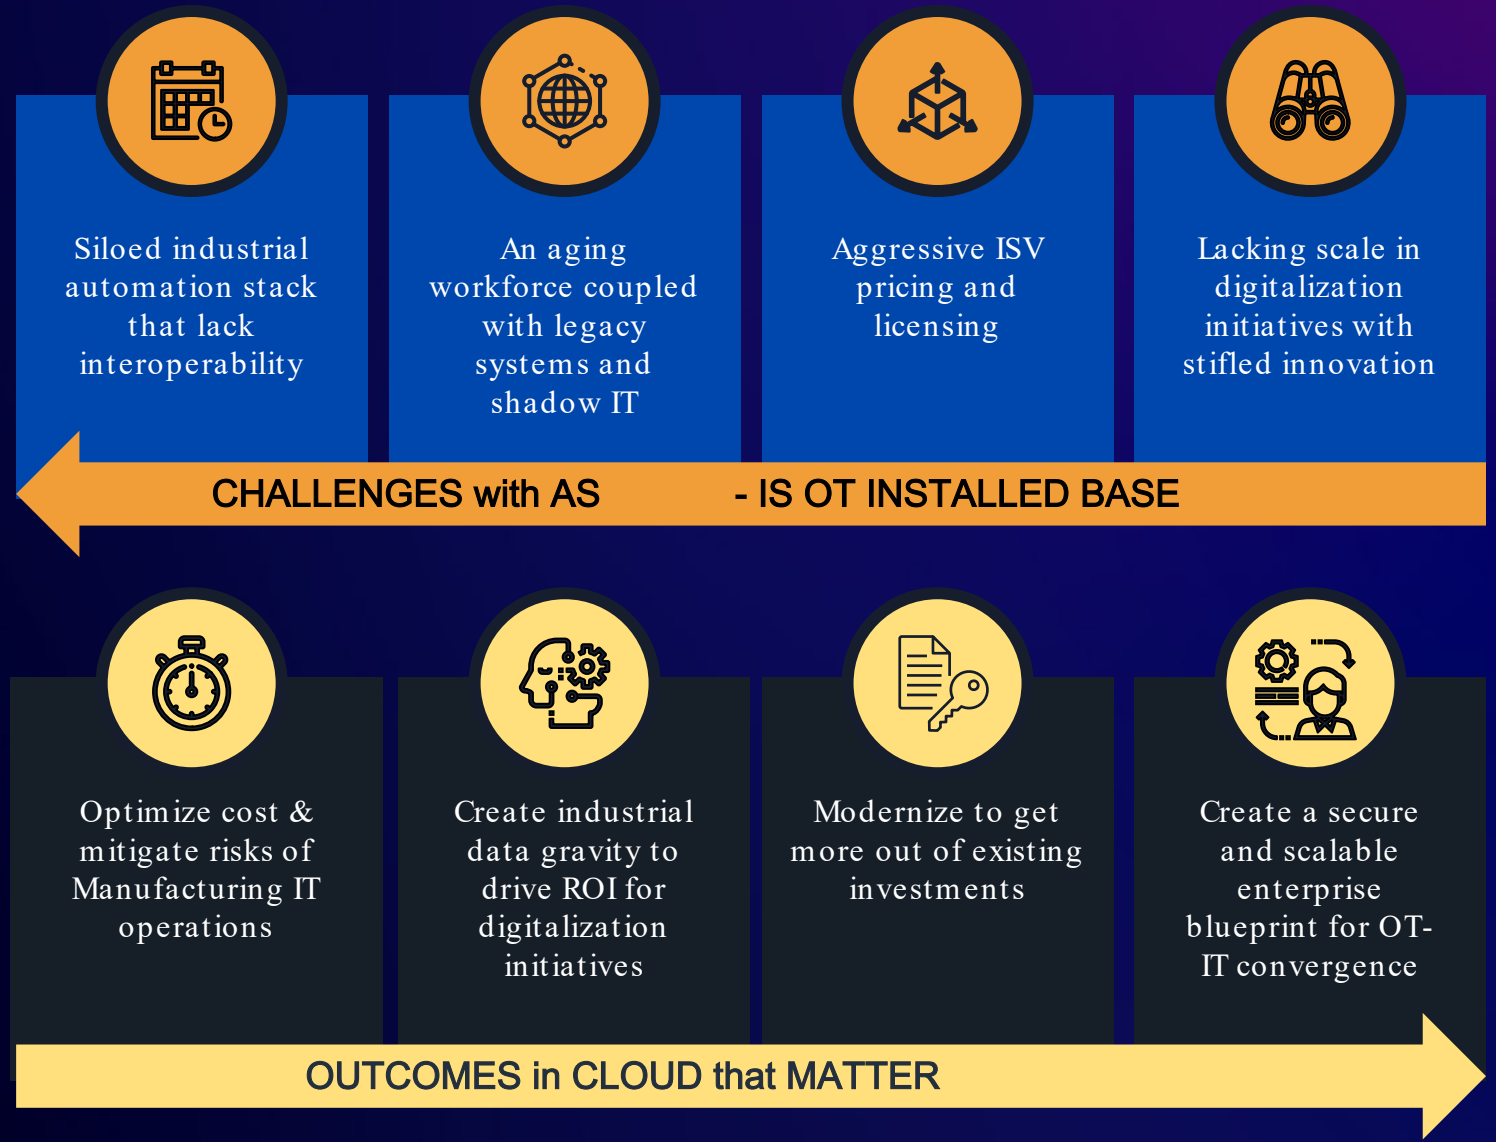 Siloed industrial
automation stack
that lack
interoperability
An aging
workforce coupled
with legacy
systems and
shadow IT
Aggressive ISV
pricing and
licensing
Lacking scale in
digitalization
initiatives with
stifled innovation
CHALLENGES with AS - IS OT INSTALLED BASE
Optimize cost &
mitigate risks of
Manufacturing IT
operations
Create industrial
data gravity to
drive ROI for
digitalization
initiatives
Modernize to get
more out of existing
investments
Create a secure
and scalable
enterprise
blueprint for OT-
IT convergence
OUTCOMES in CLOUD that MATTER